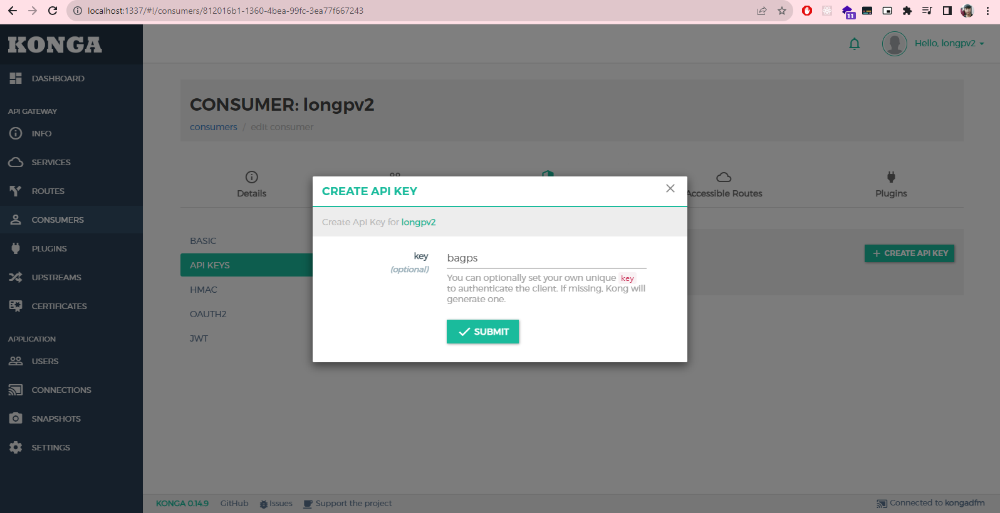 localhost:1337/#!/consumers/812016b1-1360-4bea-99fc-3ea77f667243
11
KONGA
Hello, longpv2
DASHBOARD
API GATEWAY
INFO
SERVICES
ROUTES
CONSUMERS
PLUGINS
UPSTREAMS
CERTIFICATES
APPLICATION
USERS
CONNECTIONS
SNAPSHOTS
SETTINGS
CONSUMER: longpv2
consumers / edit consumer
Details
Accessible Routes
Plugins
BASIC
API KEYS
HMAC
OAUTH2
JWT
+ CREATE API KEY
CREATE API KEY
Create Api Key for longpv2
key
(optional)
bagps
You can optionally set your own unique key
to authenticate the client. If missing, Kong will
generate one.
SUBMIT
KONGA 0.14.9 GitHub Issues Support the project
Connected to kongadfm